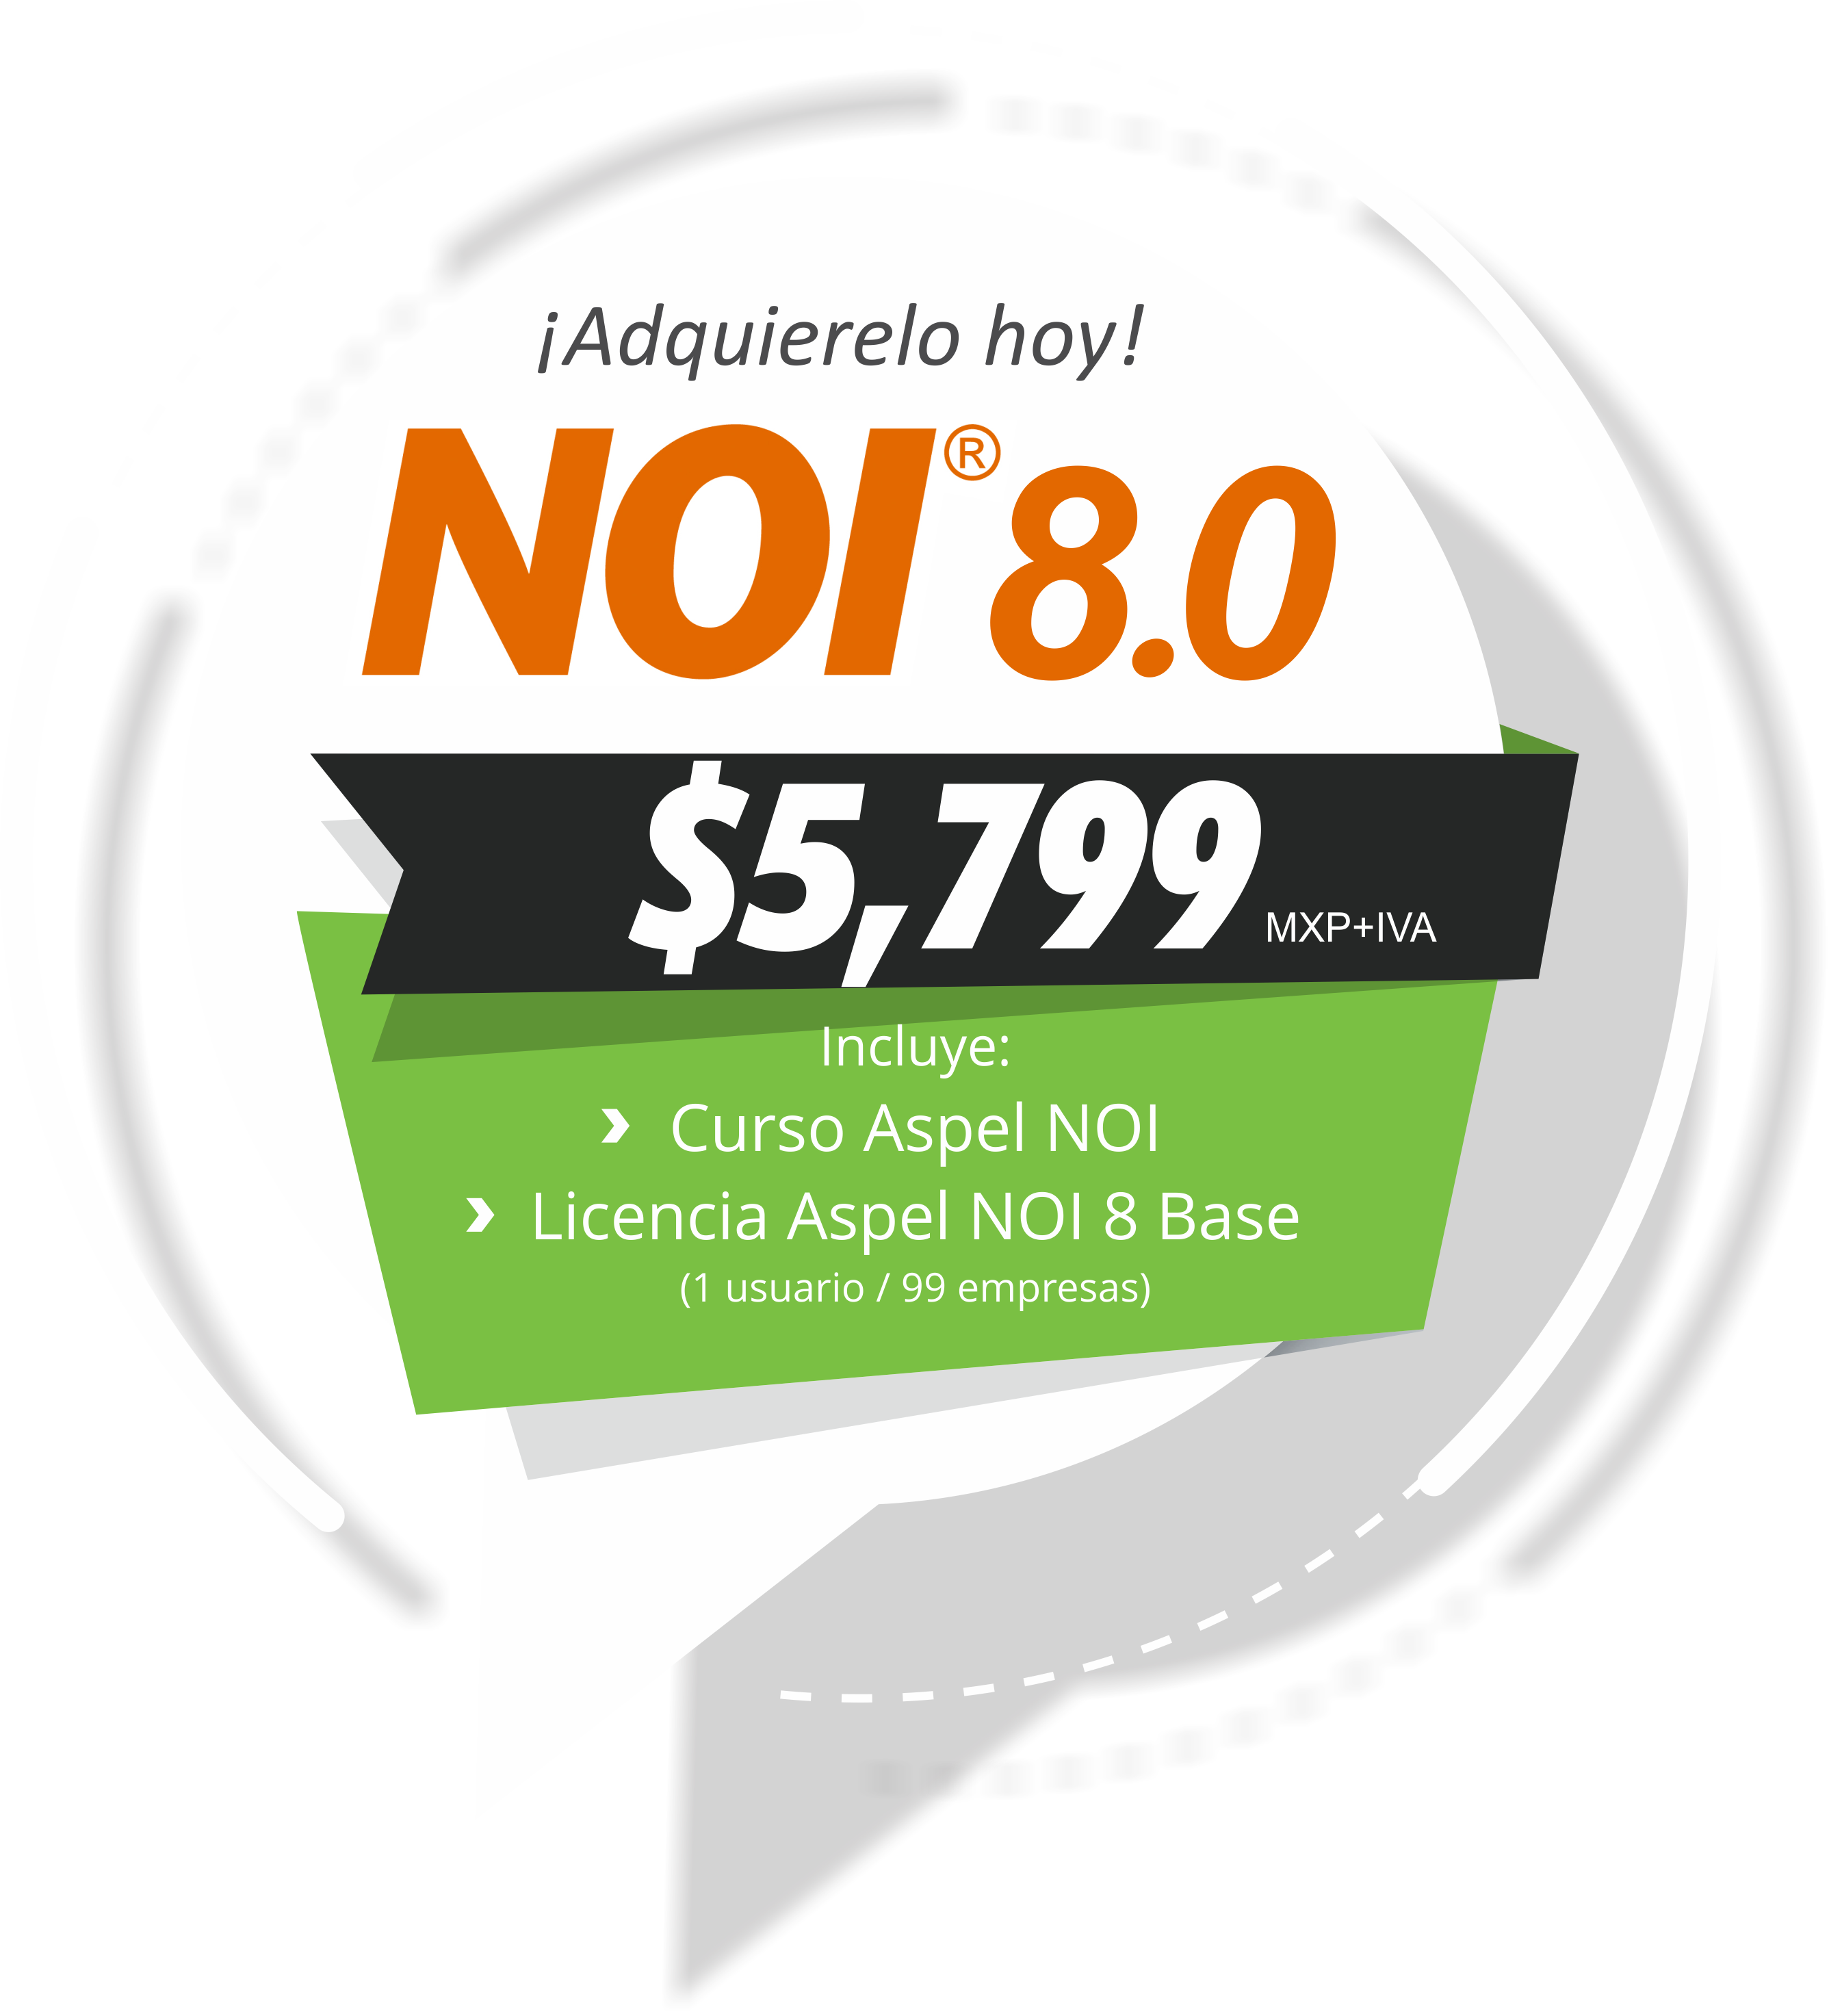 ¡Adquierelo hoy!
NOI® 8.0
$5,799 MXP+IVA
Incluye:
Curso Aspel NOI
Licencia Aspel NOI 8 Base
(1 usuario / 99 empresas)